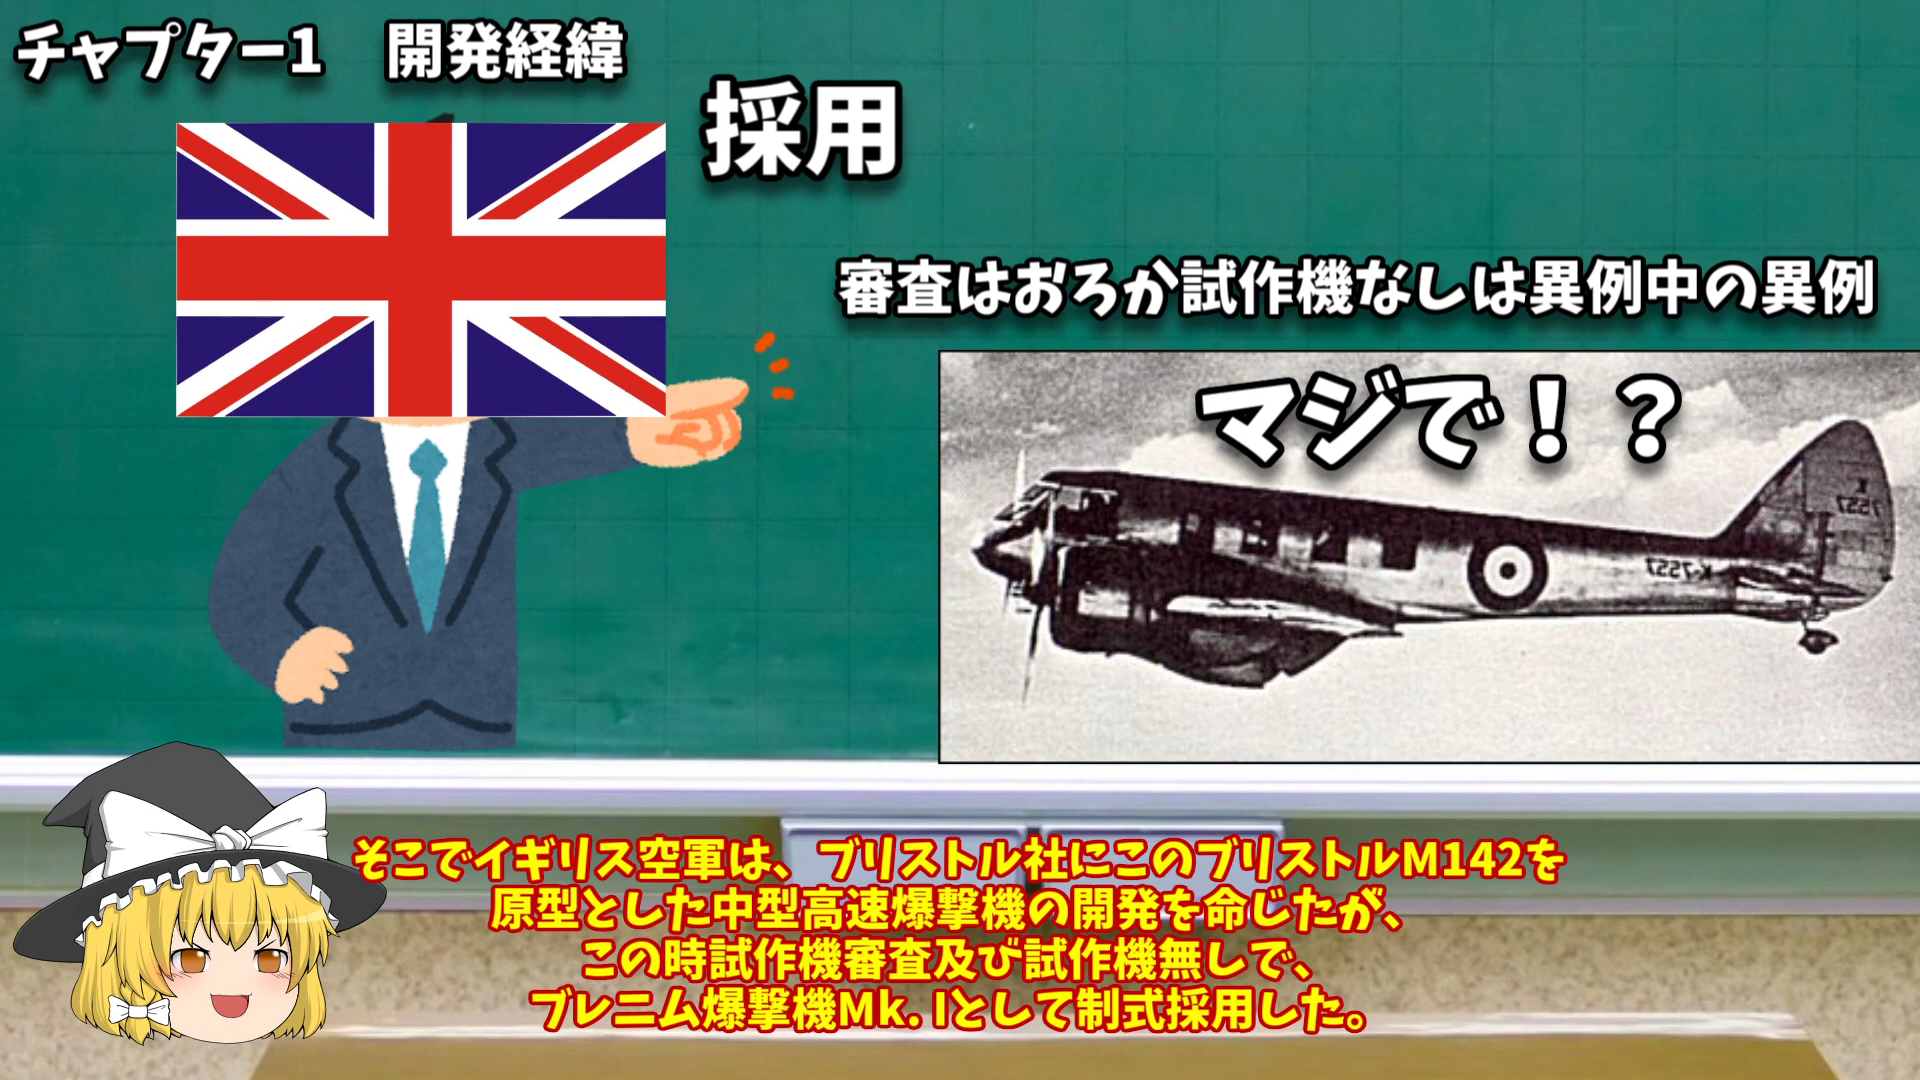 チャプター1　開発経緯
採用
審査はおろか試作機なしは異例中の異例
マジで！？
K-7557
7557
そこでイギリス空軍は、ブリストル社にこのブリストルM142を
原型とした中型高速爆撃機の開発を命じたが、
この時試作機審査及び試作機無しで、
ブレニム爆撃機Mk. Iとして制式採用した。